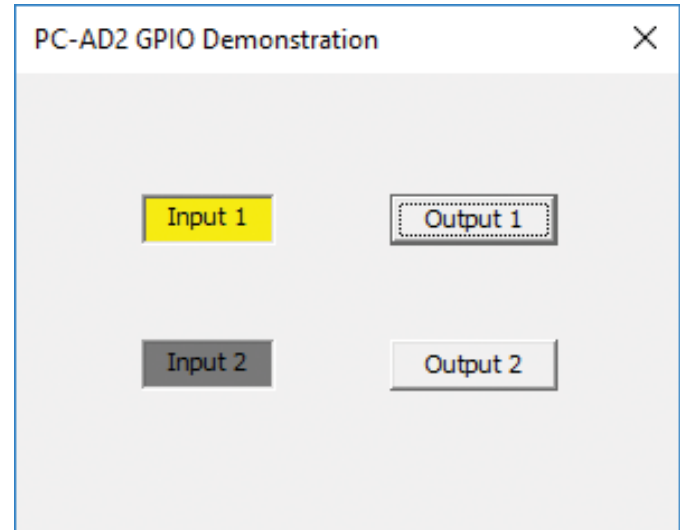 PC-AD2 GPIO Demonstration
Input 1
Output 1
Input 2
Output 2